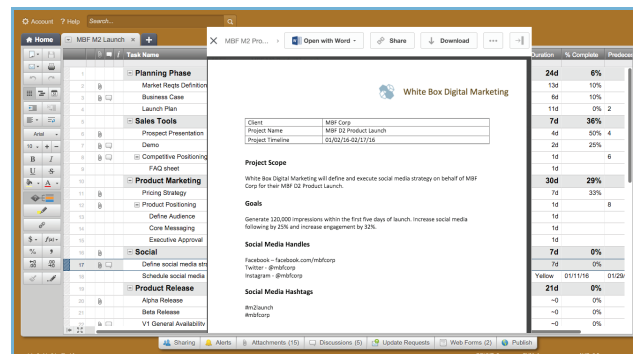 Account ? Help Search...
Home MBF M2 Launch × +
Task Name
1 Planning Phase
2 Market Reqts Definition
3 Business Case
4 Launch Plan
5 Sales Tools
6 Prospect Presentation
7 Demo
8 Competitive Positioning
9 FAQ sheet
10 Product Marketing
11 Pricing Strategy
12 Product Positioning
13 Define Audience
14 Core Messaging
15 Executive Approval
16 Social
17 Define social media stra
18 Schedule social media
19 Product Release
20 Alpha Release
21 Beta Release
22 V1 General Availability
Arial
10
B I
U S
A
$ f(x)
%
MBF M2 Pro... Open with Word Share Download ...
White Box Digital Marketing
Client MBF Corp
Project Name MBF D2 Product Launch
Project Timeline 01/02/16-02/17/16
Project Scope
White Box Digital Marketing will define and execute social media strategy on behalf of MBF
Corp for their MBF D2 Product Launch.
Goals
Generate 120,000 impressions within the first five days of launch. Increase social media
following by 25% and increase engagement by 32%.
Social Media Handles
Facebook – facebook.com/mbfcorp
Twitter - @mbfcorp
Instagram - @mbfcorp
Social Media Hashtags
#m2launch
#mbfcorp
Duration % Complete Predeces
24d 6%
13d 10%
6d 10%
11d 0% 2
7d 36%
4d 50% 4
2d 25%
1d 6
1d
30d 29%
7d 33%
1d 8
1d
1d
1d
7d 0%
7d 0%
Yellow 01/11/16 01/29/
21d 0%
~0 0%
~0 0%
~0 0%
Sharing Alerts Attachments (15) Discussions (5) Update Requests Web Forms (2) Publish